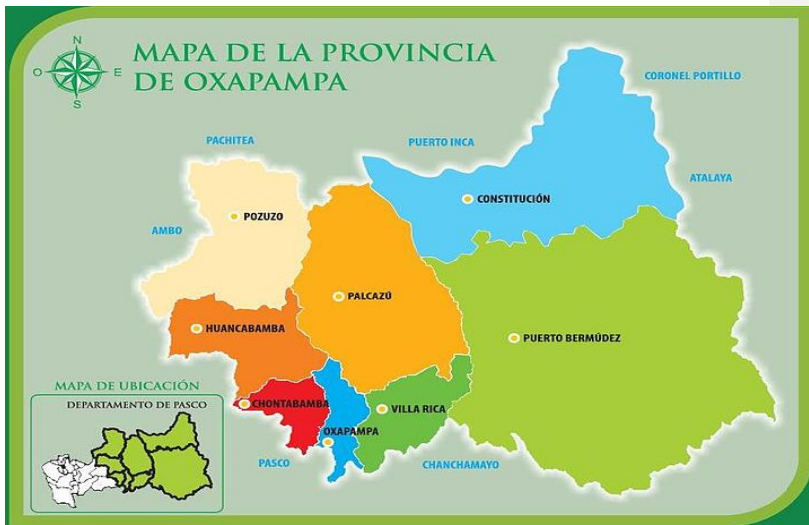 N
O
E
S
MAPA DE LA PROVINCIA
DE OXAPAMPA
CORONEL PORTILLO
PACHITEA
PUERTO INCA
ATALAYA
CONSTITUCIÓN
POZUZO
AMBO
PALCAZÚ
HUANCABAMBA
PUERTO BERMÚDEZ
MAPA DE UBICACIÓN
DEPARTAMENTO DE PASCO
CHONTABAMBA
VILLA RICA
OXAPAMPA
PASCO
CHANCHAMAYO